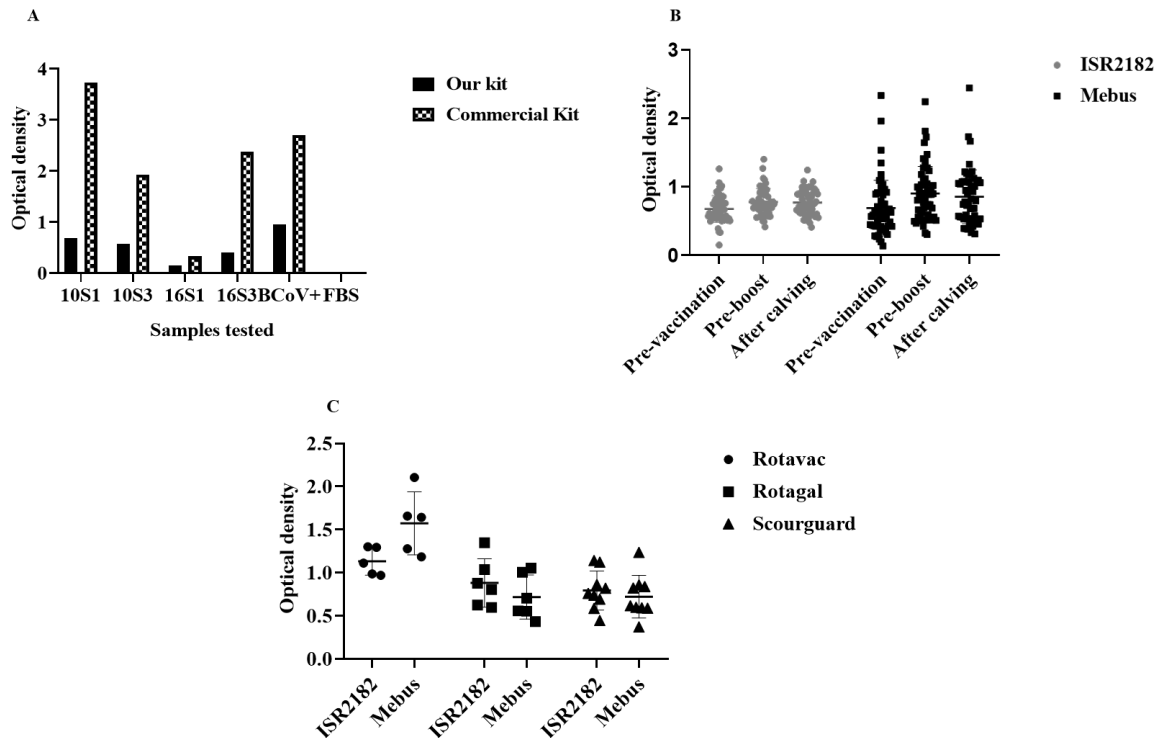 A
Optical density
4
3
2
1
0
10S1 10S3 16S1 16S3BCoV+FBS
Samples tested
Our kit
Commercial Kit
B
Optical density
3
2
1
0
Pre-vaccination
Pre-boost
After calving
Pre-vaccination
Pre-boost
After calving
ISR2182
Mebus
C
Optical density
2.5
2.0
1.5
1.0
0.5
0.0
ISR2182
Mebus
ISR2182
Mebus
ISR2182
Mebus
Rotavac
Rotagal
Scourguard